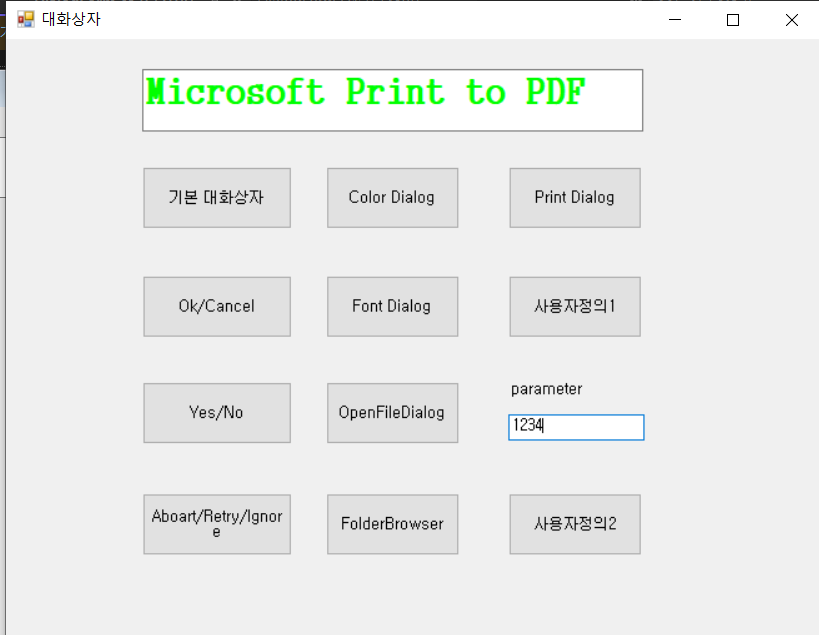 대화상자
Microsoft Print to PDF
기본 대화상자
Color Dialog
Print Dialog
Ok/Cancel
Font Dialog
사용자정의1
parameter
Yes/No
OpenFileDialog
1234
Aboart/Retry/Ignor
e
FolderBrowser
사용자정의2